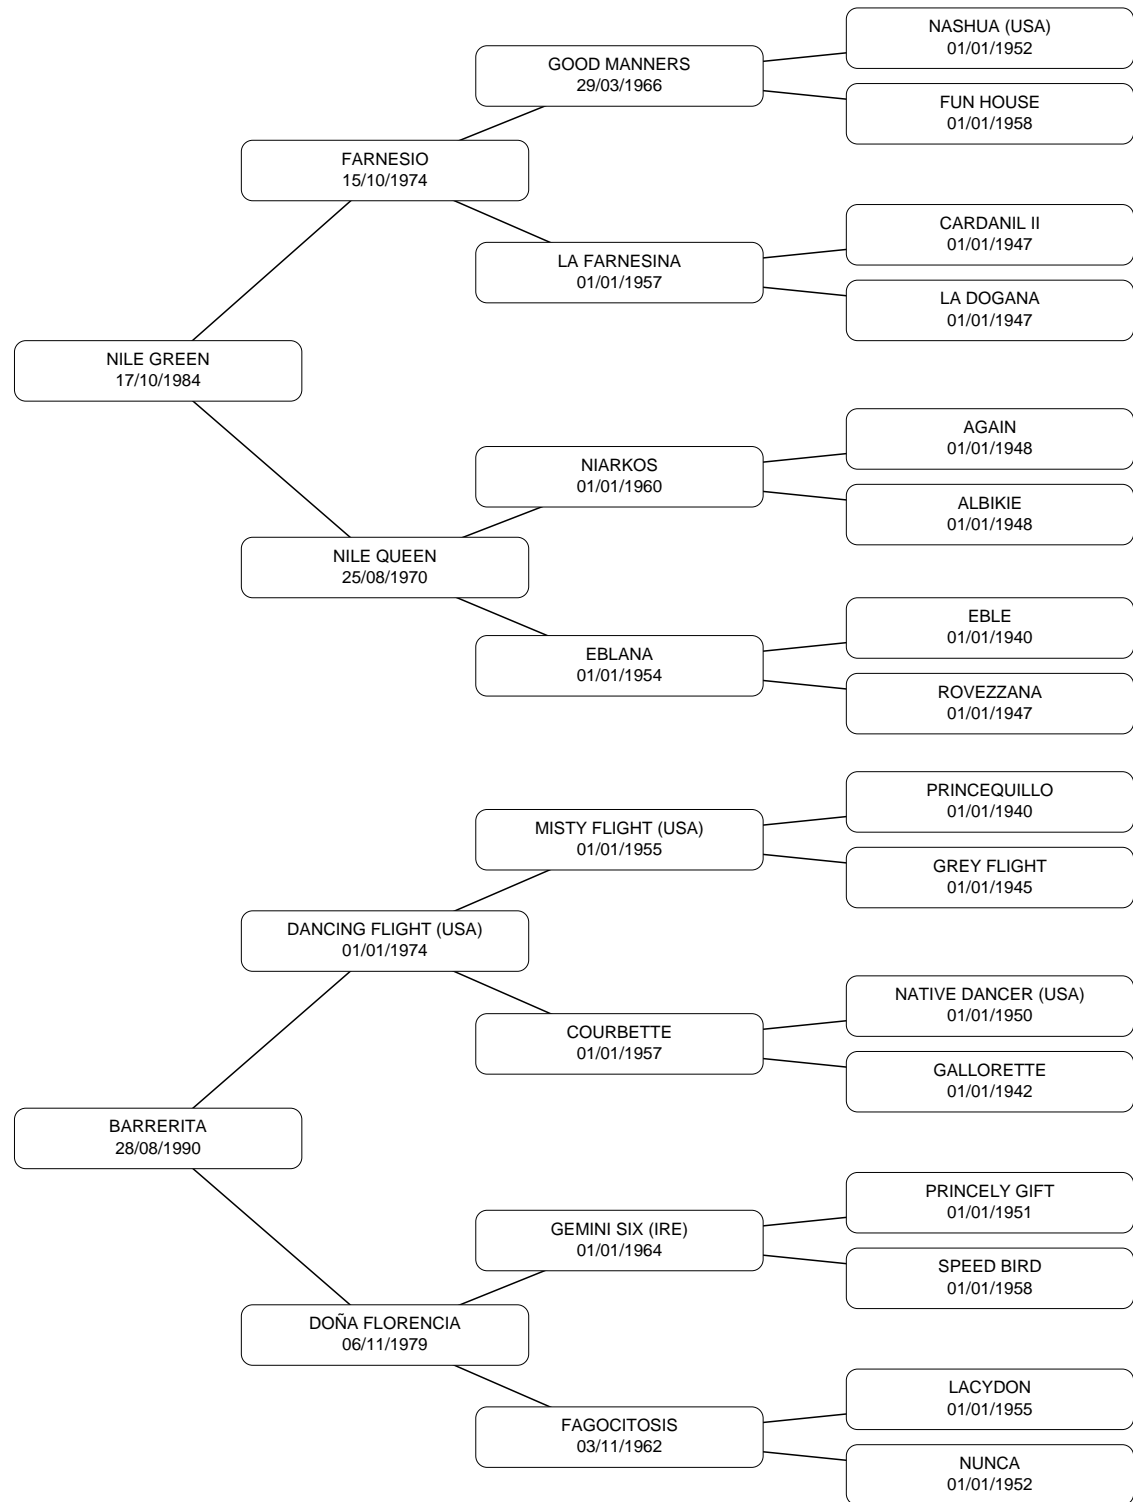 NASHUA (USA)
01/01/1952
GOOD MANNERS
29/03/1966
FUN HOUSE
01/01/1958
FARNESIO
15/10/1974
CARDANIL II
01/01/1947
LA FARNESINA
01/01/1957
LA DOGANA
01/01/1947
NILE GREEN
17/10/1984
AGAIN
01/01/1948
NIARKOS
01/01/1960
ALBIKIE
01/01/1948
NILE QUEEN
25/08/1970
EBLE
01/01/1940
EBLANA
01/01/1954
ROVEZZANA
01/01/1947
PRINCEQUILLO
01/01/1940
MISTY FLIGHT (USA)
01/01/1955
GREY FLIGHT
01/01/1945
DANCING FLIGHT (USA)
01/01/1974
NATIVE DANCER (USA)
01/01/1950
COURBETTE
01/01/1957
GALLORETTE
01/01/1942
BARRERITA
28/08/1990
PRINCELY GIFT
01/01/1951
GEMINI SIX (IRE)
01/01/1964
SPEED BIRD
01/01/1958
DOÑA FLORENCIA
06/11/1979
LACYDON
01/01/1955
FAGOCITOSIS
03/11/1962
NUNCA
01/01/1952